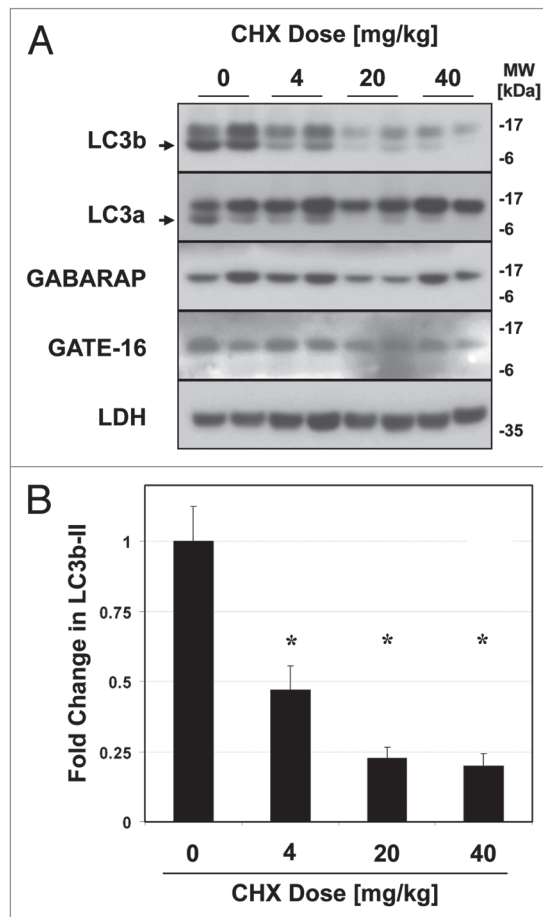 A
CHX Dose [mg/kg]
0 4 20 40
MW
[kDa]
LC3b
-17
-6
LC3a
-17
-6
GABARAP
-17
-6
GATE-16
-17
-6
LDH
-35
B
Fold Change in LC3b-II
1
0.75
0.5
0.25
0
* * *
0 4 20 40
CHX Dose [mg/kg]